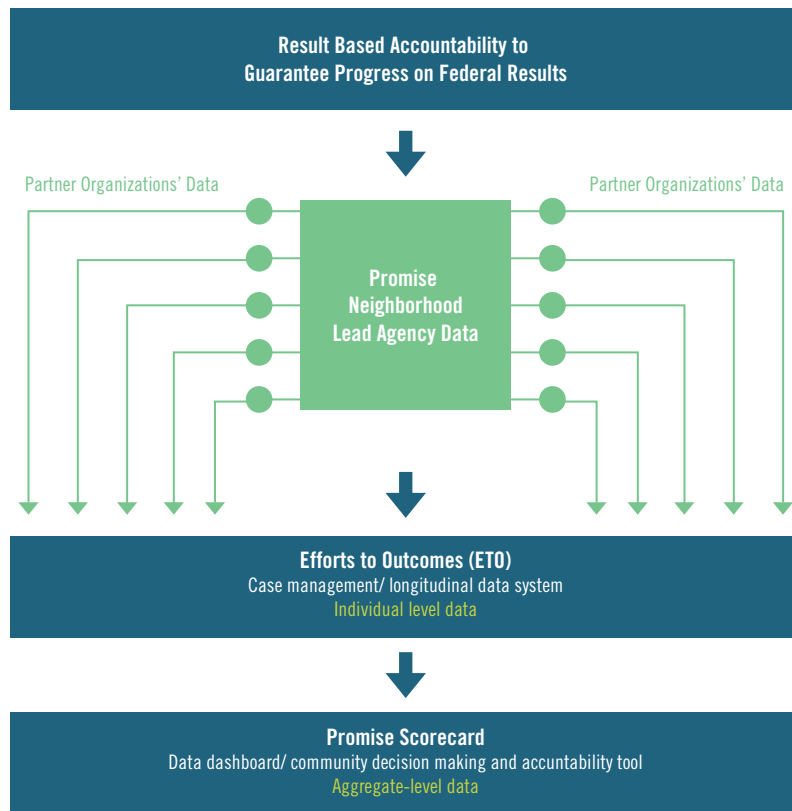 Result Based Accountability to
Guarantee Progress on Federal Results
Partner Organizations' Data
Partner Organizations' Data
Promise
Neighborhood
Lead Agency Data
Efforts to Outcomes (ETO)
Case management/ longitudinal data system
Individual level data
Promise Scorecard
Data dashboard/ community decision making and accuntability tool
Aggregate-level data